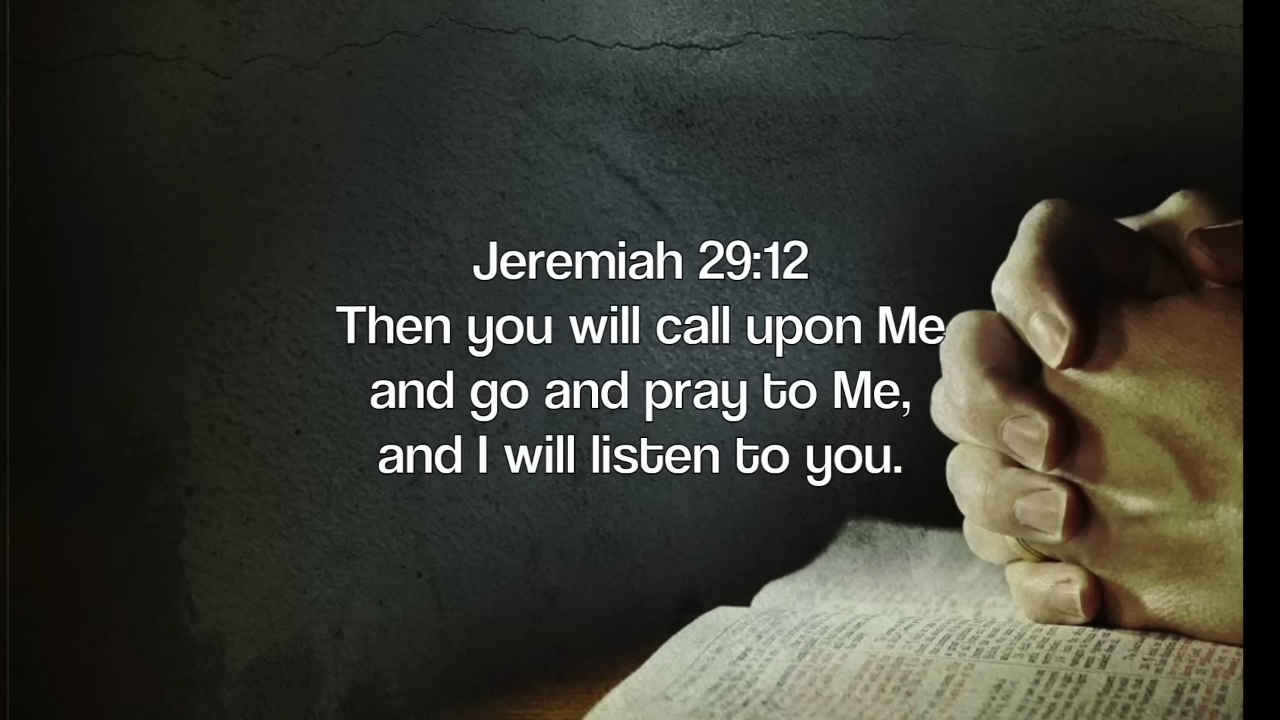 Jeremiah 29:12
Then you will call upon Me
and go and pray to Me,
and I will listen to you.